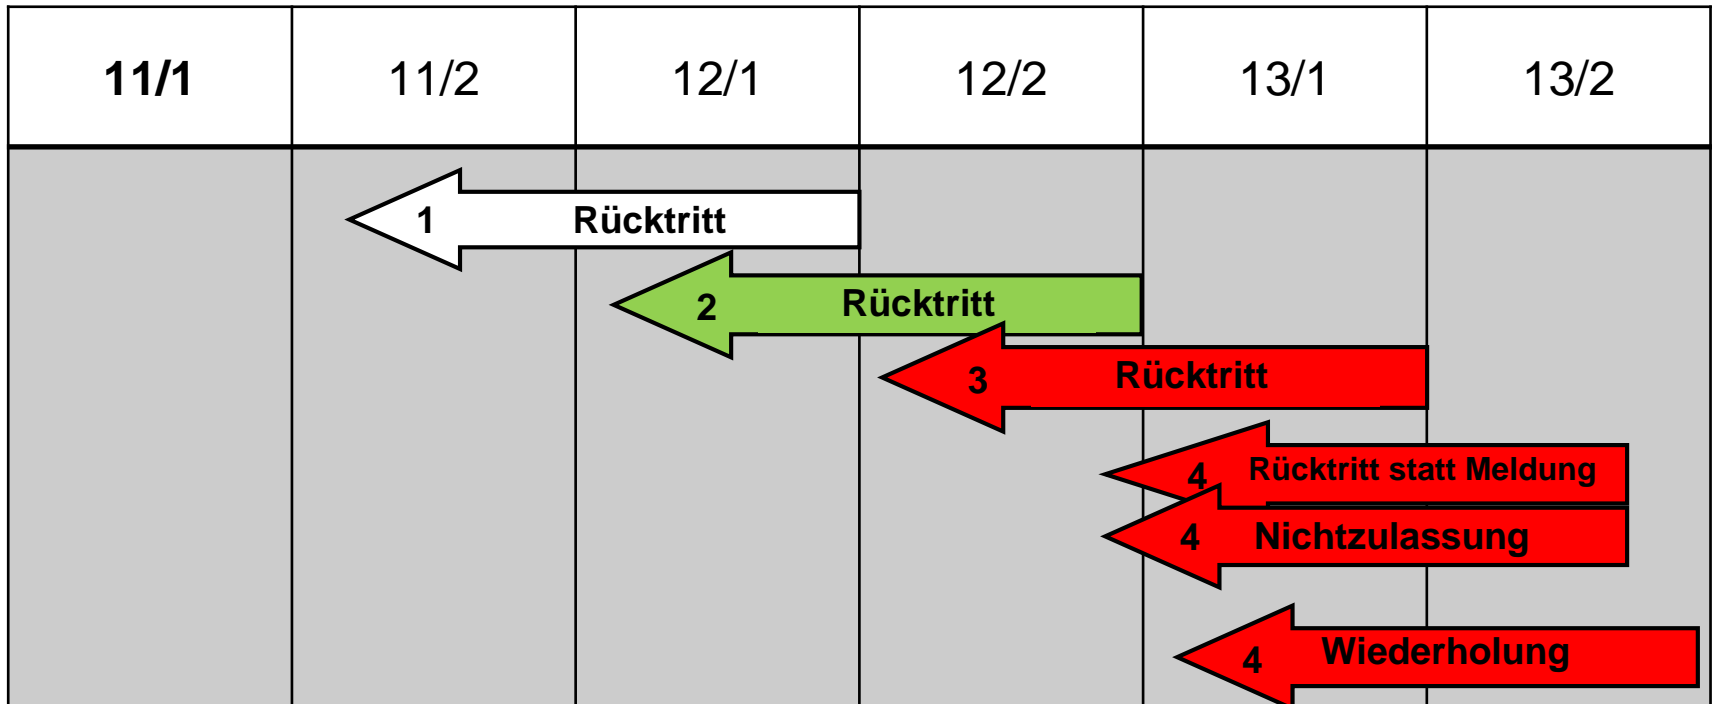 11/1 11/2 12/1 12/2 13/1 13/2
1 Rücktritt
2 Rücktritt
3 Rücktritt
4 Rücktritt statt Meldung
4 Nichtzulassung
4 Wiederholung